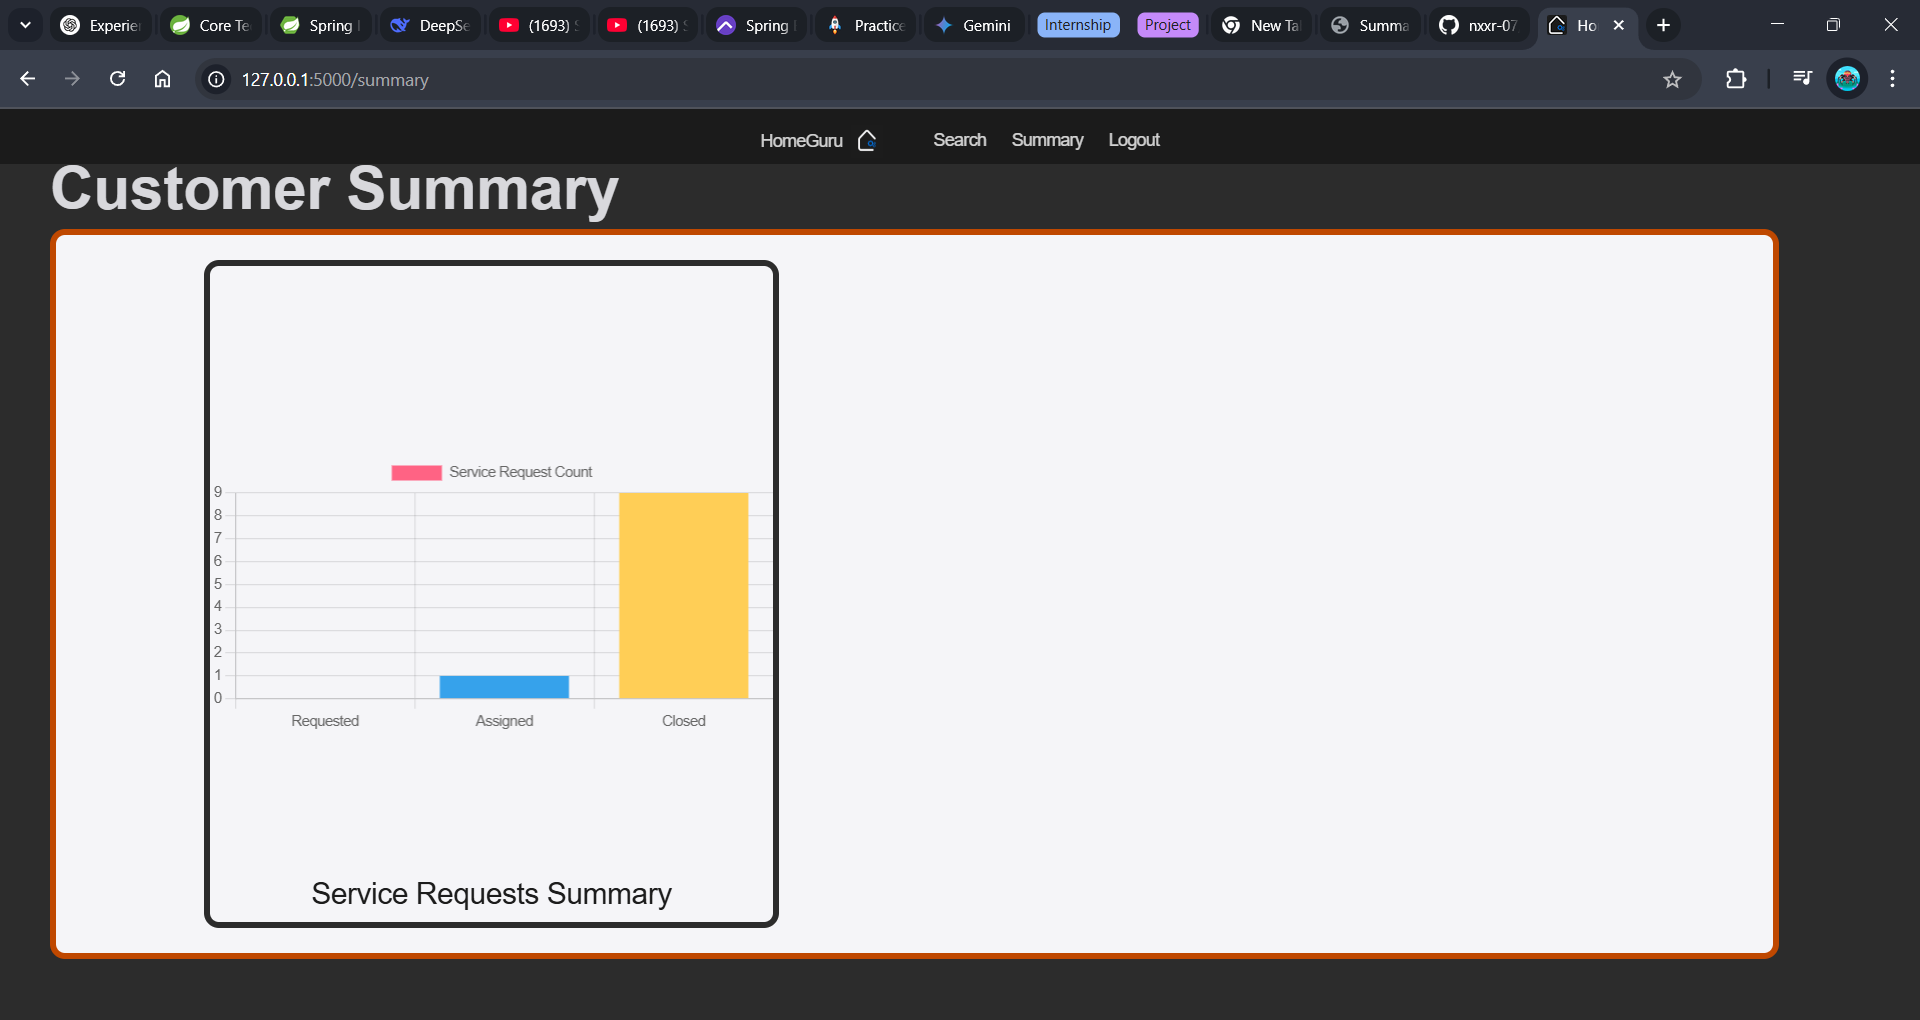 Experie
Core Te
Spring
DeepSe
(1693)
(1693)
Spring
Practice
Gemini
Internship
Project
New Ta
Summa
nxxr-07
Ho
127.0.0.1:5000/summary
HomeGuru
Search
Summary
Logout
Customer Summary
Service Request Count
9
8
7
6
5
4
3
2
1
0
Requested
Assigned
Closed
Service Requests Summary